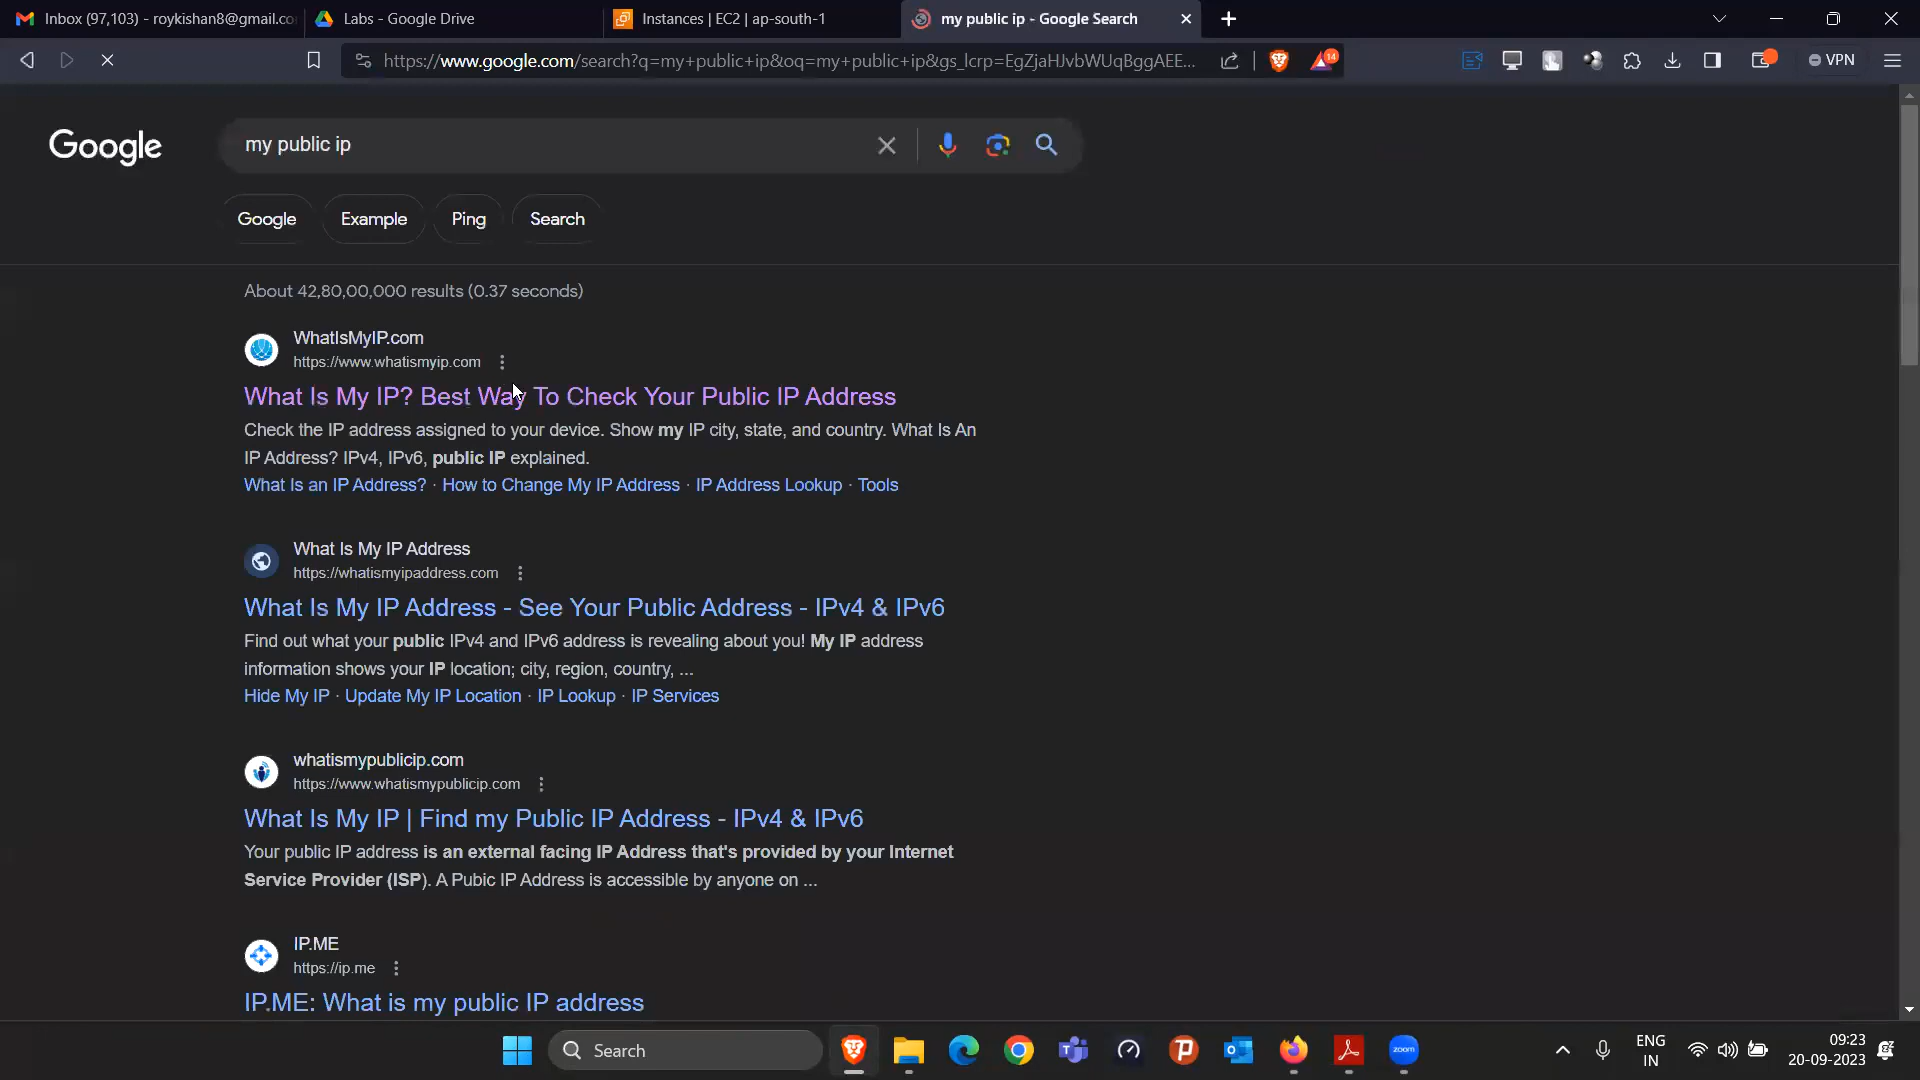 Inbox (97,103) - roykishan8@gmail.co
Labs - Google Drive
Instances | EC2 | ap-south-1
my public ip - Google Search
https://www.google.com/search?q=my+public+ip&oq=my+public+ip&gs_lcrp=EgZjaHJvbWUqBggAEE...
14
VPN
Google
my public ip
Google
Example
Ping
Search
About 42,80,00,000 results (0.37 seconds)
WhatIsMyIP.com
https://www.whatismyip.com
What Is My IP? Best Way To Check Your Public IP Address
Check the IP address assigned to your device. Show my IP city, state, and country. What Is An
IP Address? IPv4, IPv6, public IP explained.
What Is an IP Address? · How to Change My IP Address · IP Address Lookup · Tools
What Is My IP Address
https://whatismyipaddress.com
What Is My IP Address - See Your Public Address - IPv4 & IPv6
Find out what your public IPv4 and IPv6 address is revealing about you! My IP address
information shows your IP location; city, region, country, ...
Hide My IP · Update My IP Location · IP Lookup · IP Services
whatismypublicip.com
https://www.whatismypublicip.com
What Is My IP | Find my Public IP Address - IPv4 & IPv6
Your public IP address is an external facing IP Address that's provided by your Internet
Service Provider (ISP). A Pubic IP Address is accessible by anyone on ...
IP.ME
https://ip.me
IP.ME: What is my public IP address
Search
zoom
ENG
IN
09:23
20-09-2023